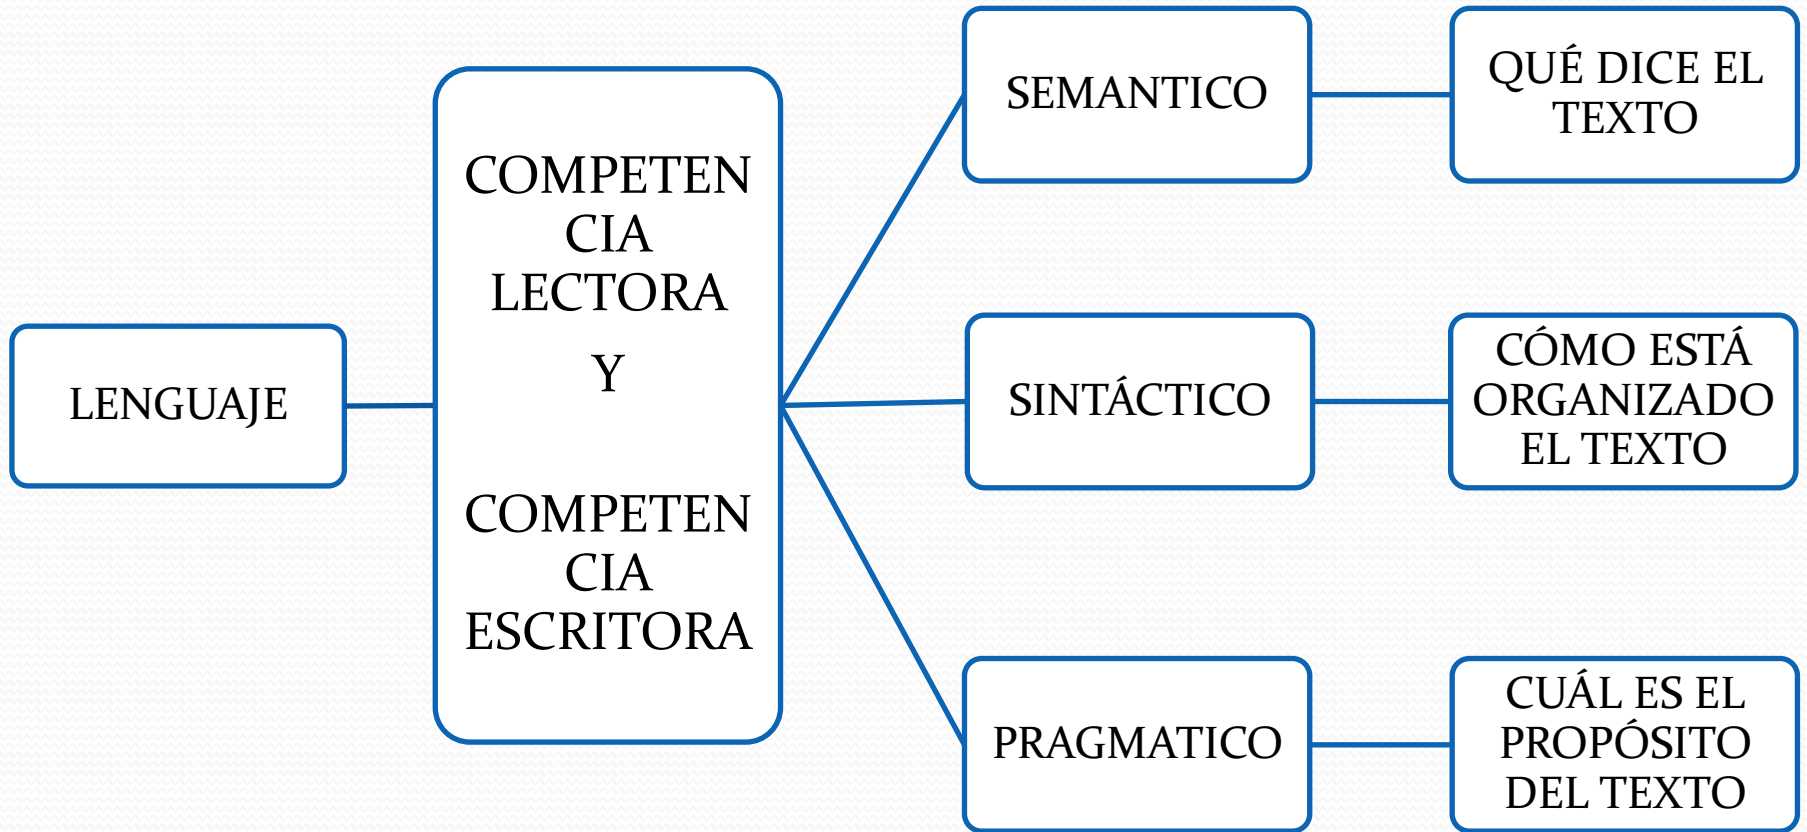 LENGUAJE
COMPETEN
CIA
LECTORA
Y
COMPETEN
CIA
ESCRITORA
SEMANTICO
QUÉ DICE EL
TEXTO
SINTÁCTICO
CÓMO ESTÁ
ORGANIZADO
EL TEXTO
PRAGMATICO
CUÁL ES EL
PROPÓSITO
DEL TEXTO